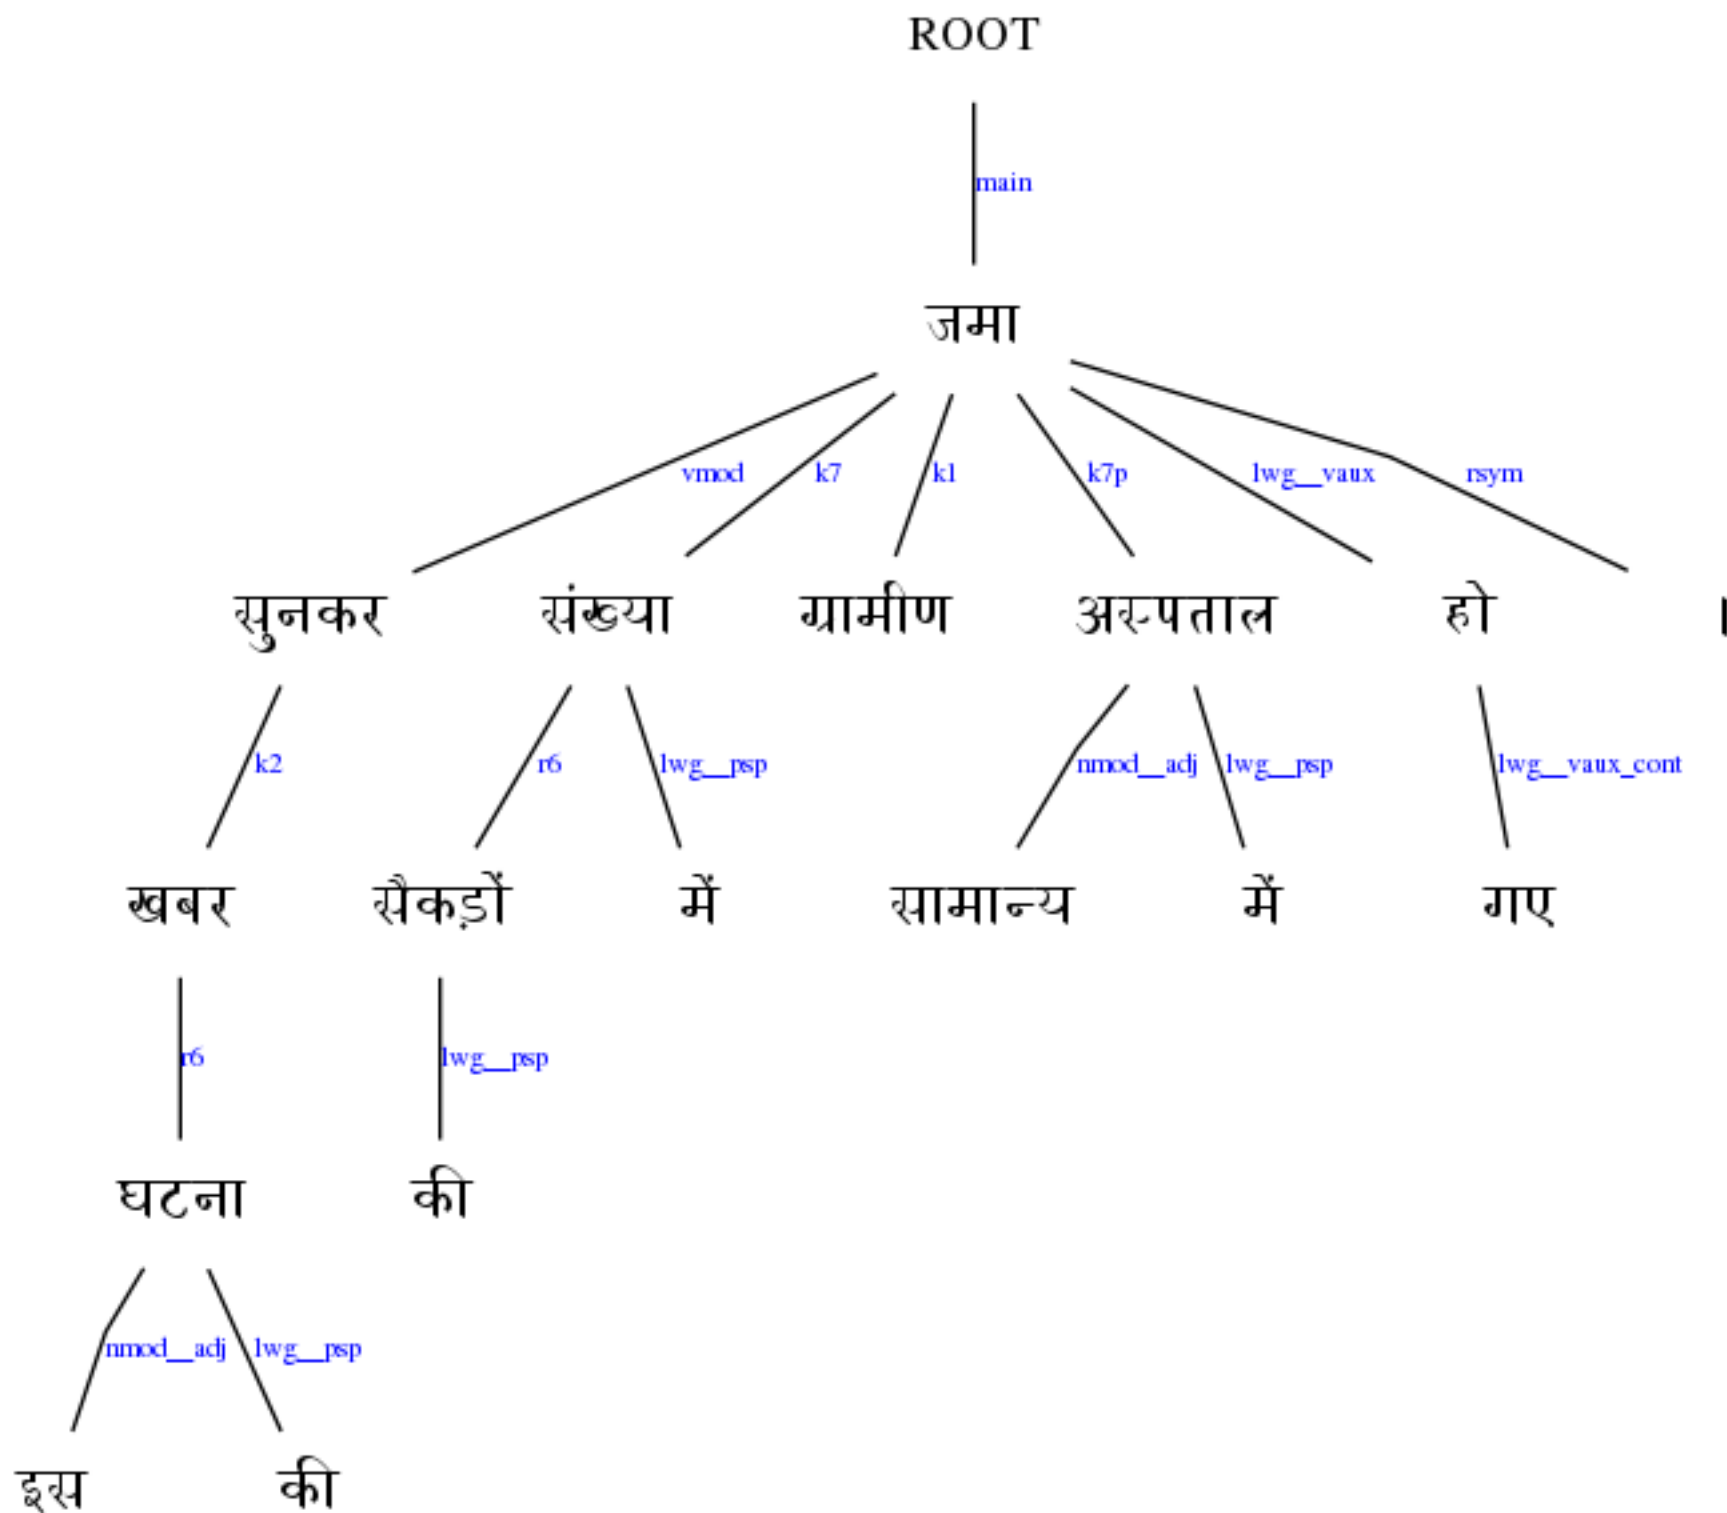 ROOT
main
जमा
vmod k7 k1 k7p lwg__vaux rsym
सुनकर संख्या ग्रामीण अस्पताल हो ।
k2 r6 lwg__psp nmod__adj lwg__psp lwg__vaux_cont
खबर सैकड़ों में सामान्य में गए
r6 lwg__psp
घटना की
nmod__adj lwg__psp
इस की